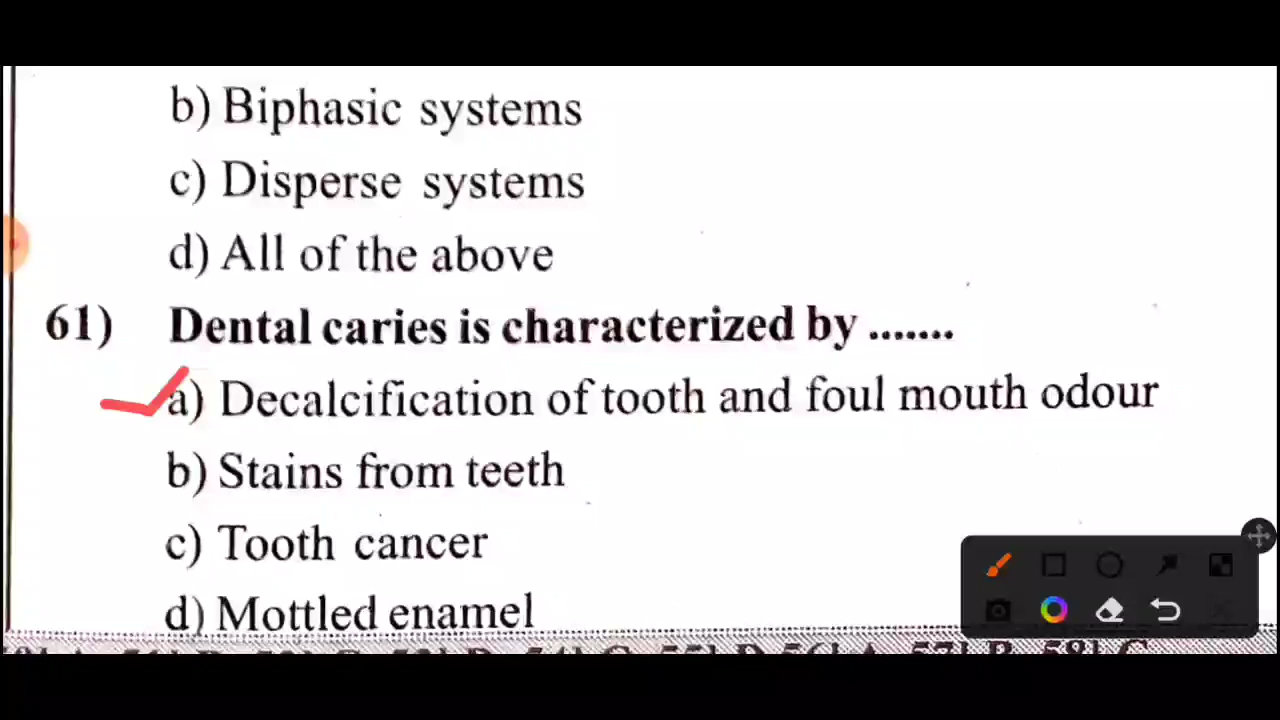 b) Biphasic systems
c) Disperse systems
d) All of the above
61) Dental caries is characterized by .......
a) Decalcification of tooth and foul mouth odour
b) Stains from teeth
c) Tooth cancer
d) Mottled enamel